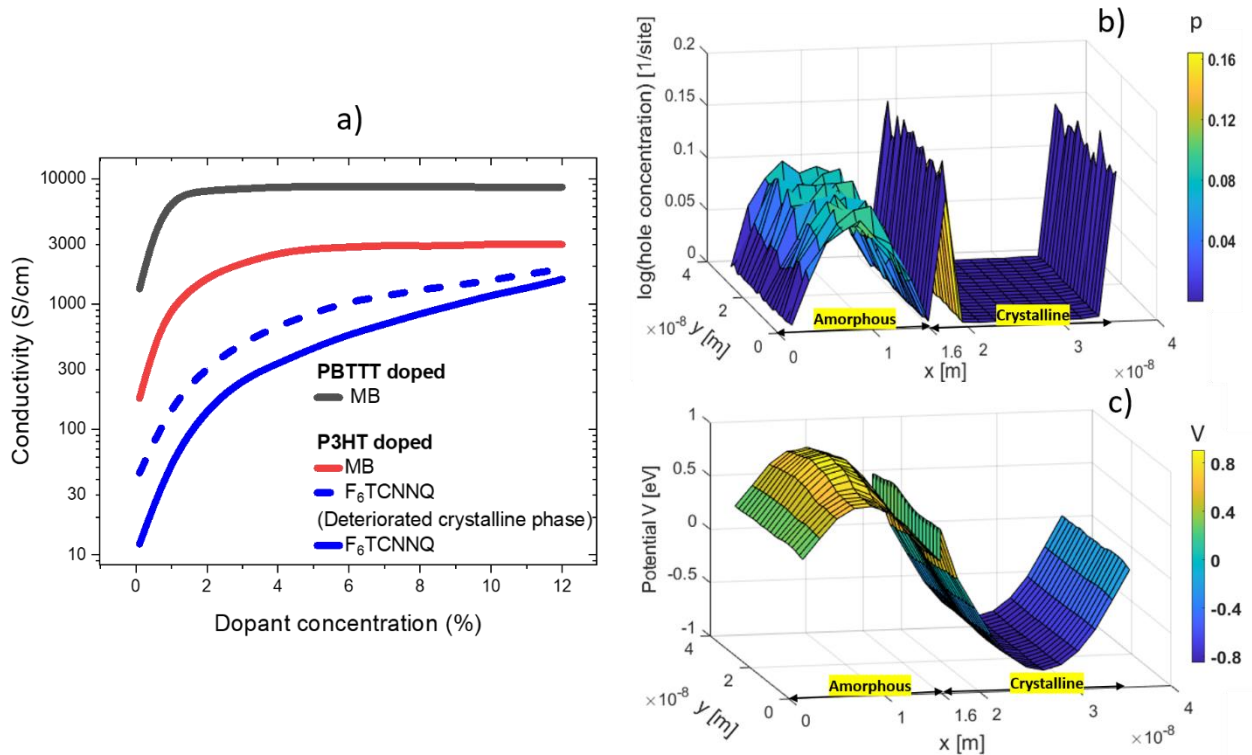 a)
Conductivity (S/cm)
10000
3000
1000
300
100
30
10
0 2 4 6 8 10 12
Dopant concentration (%)
PBTTT doped
MB
P3HT doped
MB
F₆TCNNQ
(Deteriorated crystalline phase)
F₆TCNNQ
b)
log(hole concentration) [1/site]
0.2
0.15
0.1
0.05
0
4
2
0
×10⁻⁸
y [m]
Amorphous
Crystalline
0 1 1.6 2 3 4
x [m]
×10⁻⁸
p
0.16
0.12
0.08
0.04
c)
Potential V [eV]
1
0.5
0
-0.5
-1
4
2
0
×10⁻⁸
y [m]
Amorphous
Crystalline
0 1 1.6 2 3 4
x [m]
×10⁻⁸
V
0.8
0.4
0
-0.4
-0.8